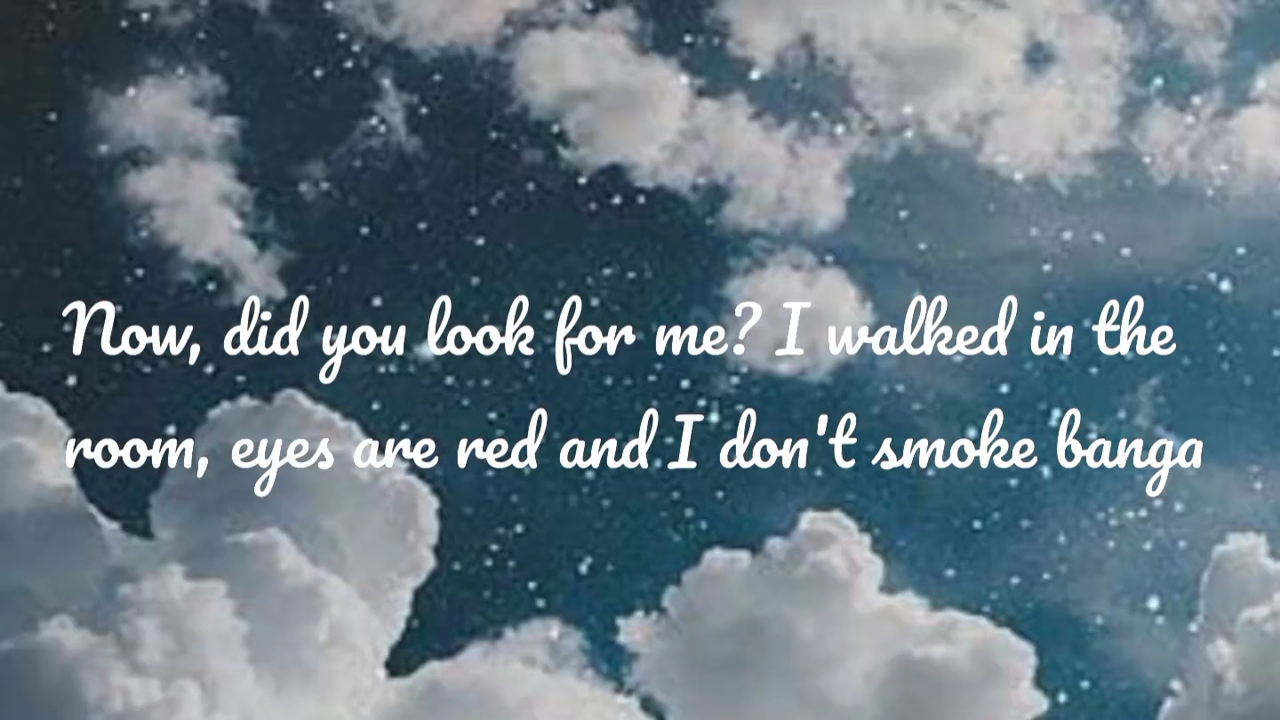 Now, did you look for me? I walked in the
room, eyes are red and I don't smoke banga